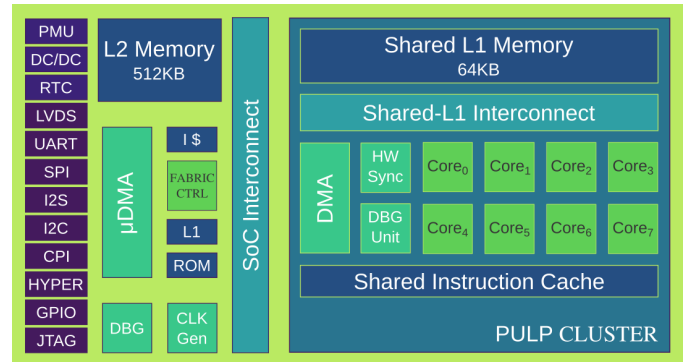 PMU
DC/DC
RTC
LVDS
UART
SPI
I2S
I2C
CPI
HYPER
GPIO
JTAG
L2 Memory
512KB
µDMA
I $
FABRIC
CTRL
L1
ROM
DBG
CLK
Gen
SoC Interconnect
Shared L1 Memory
64KB
Shared-L1 Interconnect
DMA
HW
Sync
Core₀
Core₁
Core₂
Core₃
DBG
Unit
Core₄
Core₅
Core₆
Core₇
Shared Instruction Cache
PULP CLUSTER